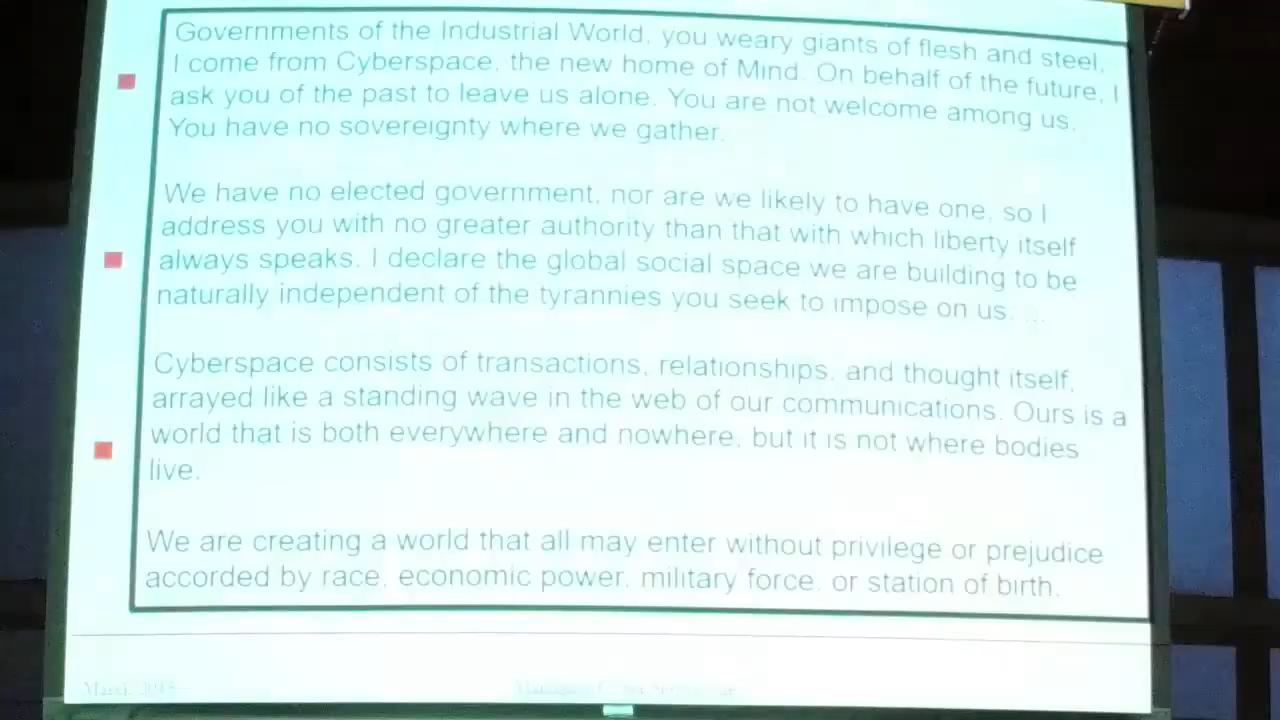 Governments of the Industrial World, you weary giants of flesh and steel,
I come from Cyberspace, the new home of Mind. On behalf of the future, I
ask you of the past to leave us alone. You are not welcome among us.
You have no sovereignty where we gather.
We have no elected government, nor are we likely to have one, so I
address you with no greater authority than that with which liberty itself
always speaks. I declare the global social space we are building to be
naturally independent of the tyrannies you seek to impose on us. ...
Cyberspace consists of transactions, relationships, and thought itself,
arrayed like a standing wave in the web of our communications. Ours is a
world that is both everywhere and nowhere, but it is not where bodies
live.
We are creating a world that all may enter without privilege or prejudice
accorded by race, economic power, military force, or station of birth.
March